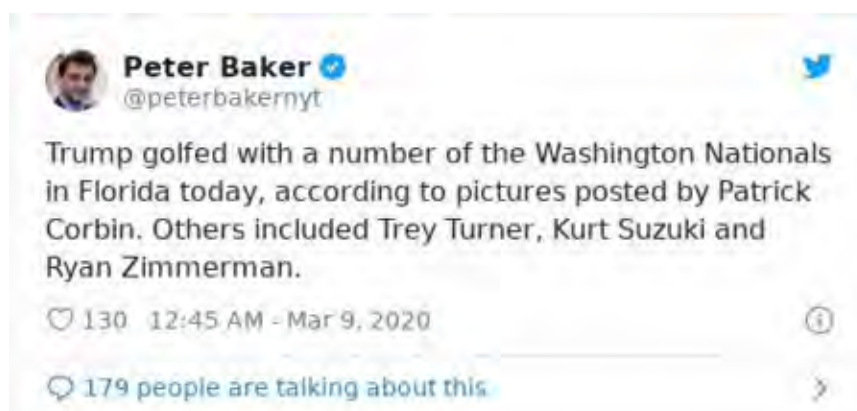 Peter Baker
@peterbakernyt
Trump golfed with a number of the Washington Nationals
in Florida today, according to pictures posted by Patrick
Corbin. Others included Trey Turner, Kurt Suzuki and
Ryan Zimmerman.
130 12:45 AM - Mar 9, 2020
179 people are talking about this